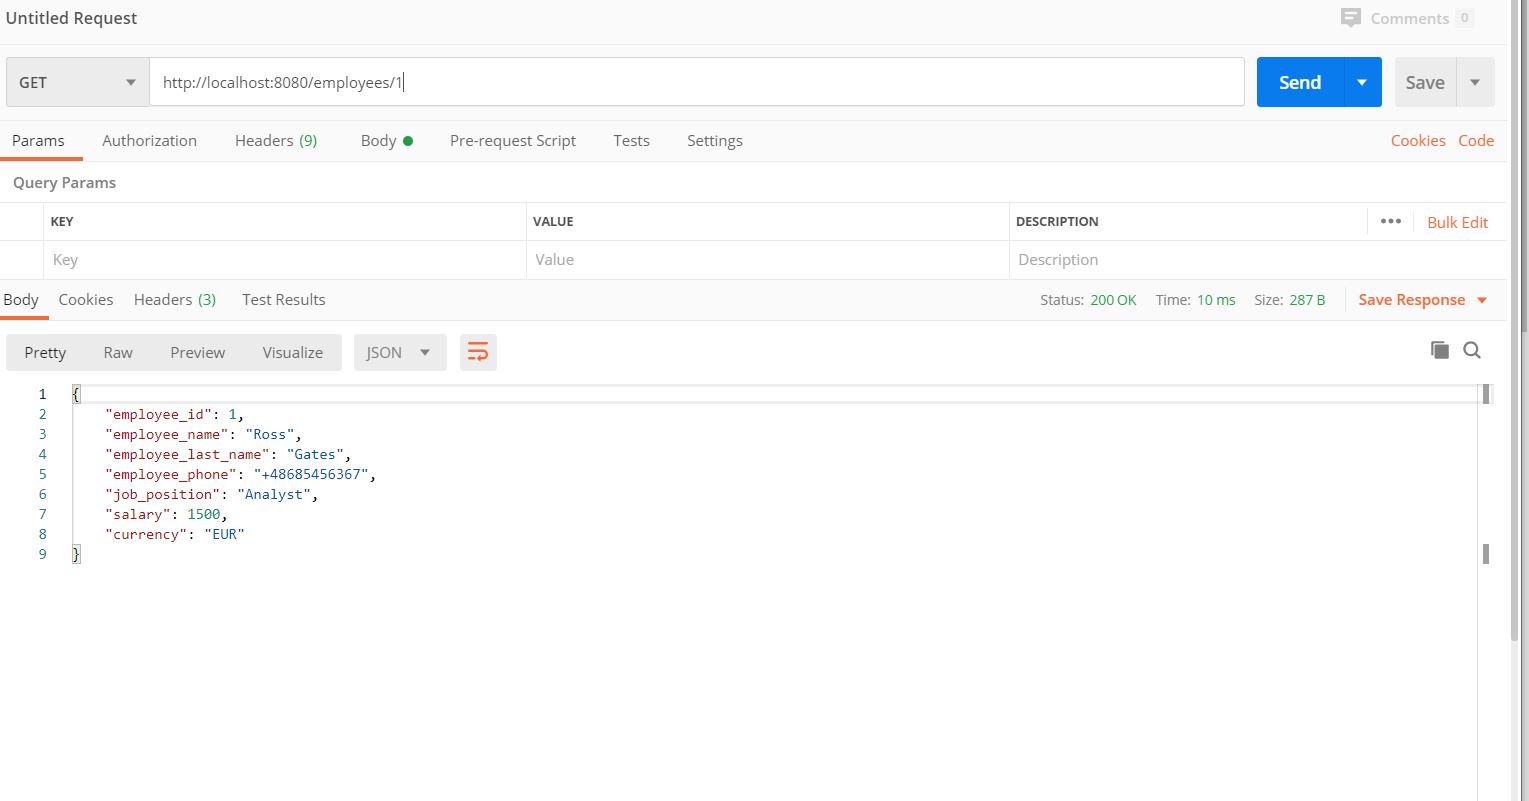 Untitled Request
Comments 0
GET http://localhost:8080/employees/1 Send Save
Params Authorization Headers (9) Body Pre-request Script Tests Settings Cookies Code
Query Params
KEY VALUE DESCRIPTION ••• Bulk Edit
Key Value Description
Body Cookies Headers (3) Test Results Status: 200 OK Time: 10 ms Size: 287 B Save Response
Pretty Raw Preview Visualize JSON
1 {
2 "employee_id": 1,
3 "employee_name": "Ross",
4 "employee_last_name": "Gates",
5 "employee_phone": "+48685456367",
6 "job_position": "Analyst",
7 "salary": 1500,
8 "currency": "EUR"
9 }